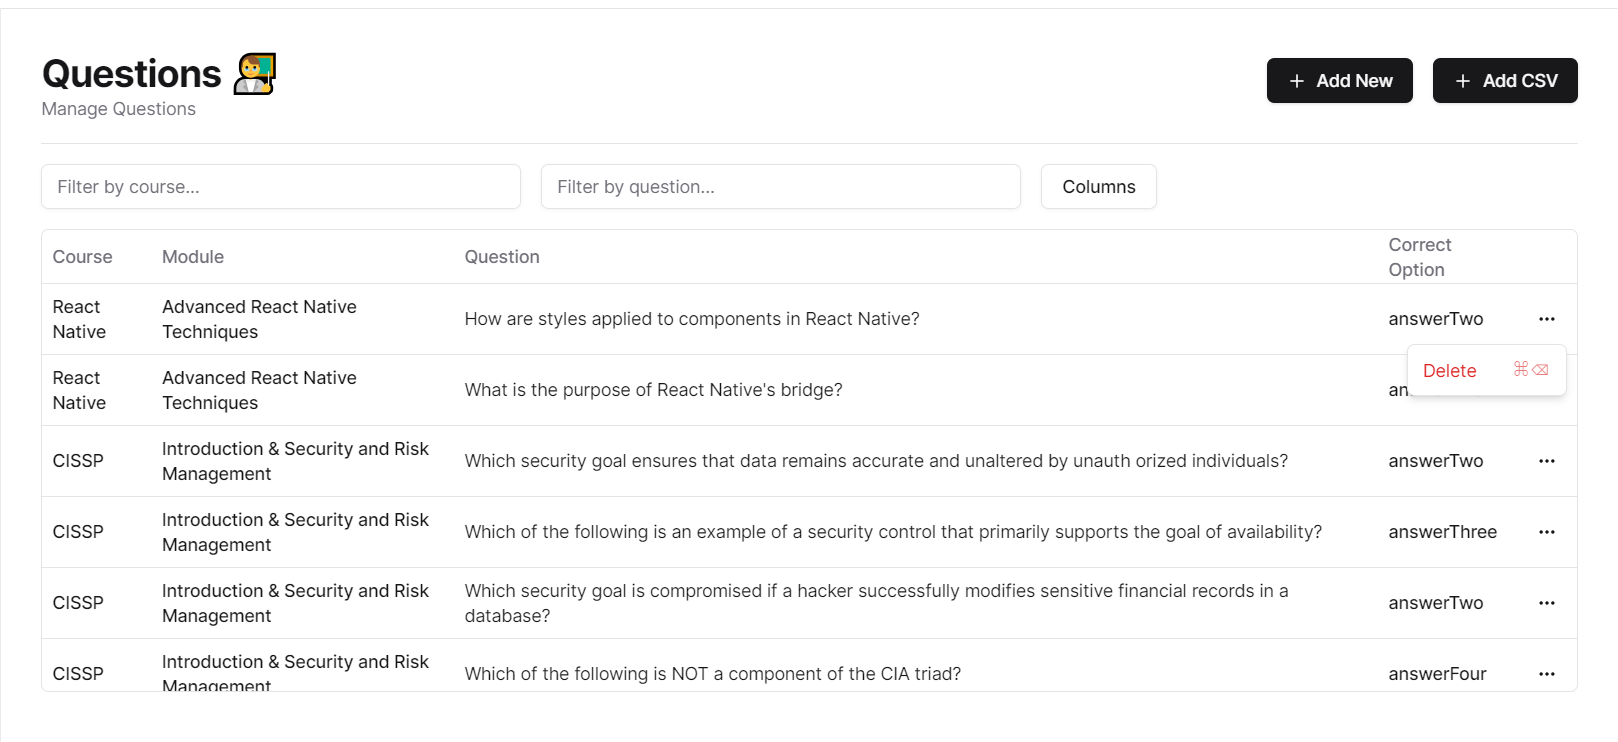 Questions
Manage Questions
+ Add New
+ Add CSV
Filter by course...
Filter by question...
Columns
Course
Module
Question
Correct
Option
React
Native
Advanced React Native
Techniques
How are styles applied to components in React Native?
answerTwo
Delete ⌘⌫
React
Native
Advanced React Native
Techniques
What is the purpose of React Native's bridge?
CISSP
Introduction & Security and Risk
Management
Which security goal ensures that data remains accurate and unaltered by unauth orized individuals?
answerTwo
CISSP
Introduction & Security and Risk
Management
Which of the following is an example of a security control that primarily supports the goal of availability?
answerThree
CISSP
Introduction & Security and Risk
Management
Which security goal is compromised if a hacker successfully modifies sensitive financial records in a
database?
answerTwo
CISSP
Introduction & Security and Risk
Management
Which of the following is NOT a component of the CIA triad?
answerFour